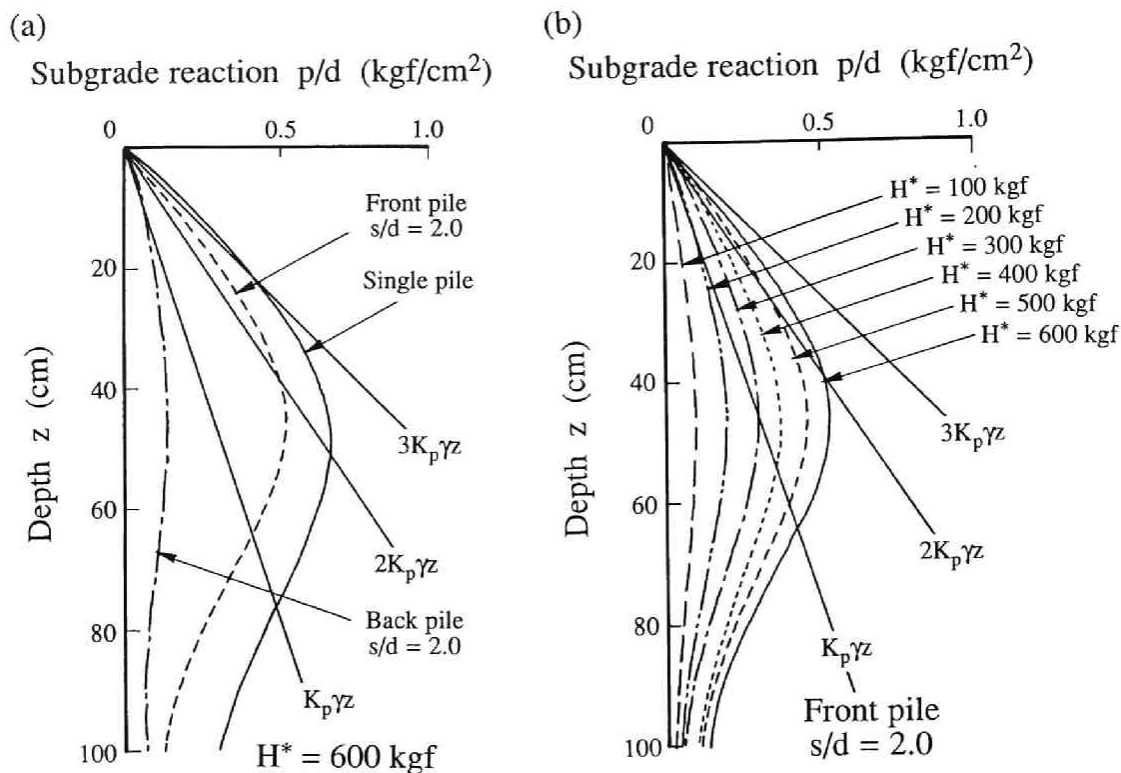 (a)
Subgrade reaction p/d (kgf/cm²)
0 0.5 1.0
Front pile
s/d = 2.0
Single pile
20
40
60
80
100
Depth z (cm)
3Kₚγz
2Kₚγz
Back pile
s/d = 2.0
Kₚγz
H* = 600 kgf
(b)
Subgrade reaction p/d (kgf/cm²)
0 0.5 1.0
H* = 100 kgf
H* = 200 kgf
H* = 300 kgf
H* = 400 kgf
H* = 500 kgf
H* = 600 kgf
20
40
60
80
100
Depth z (cm)
3Kₚγz
2Kₚγz
Kₚγz
Front pile
s/d = 2.0